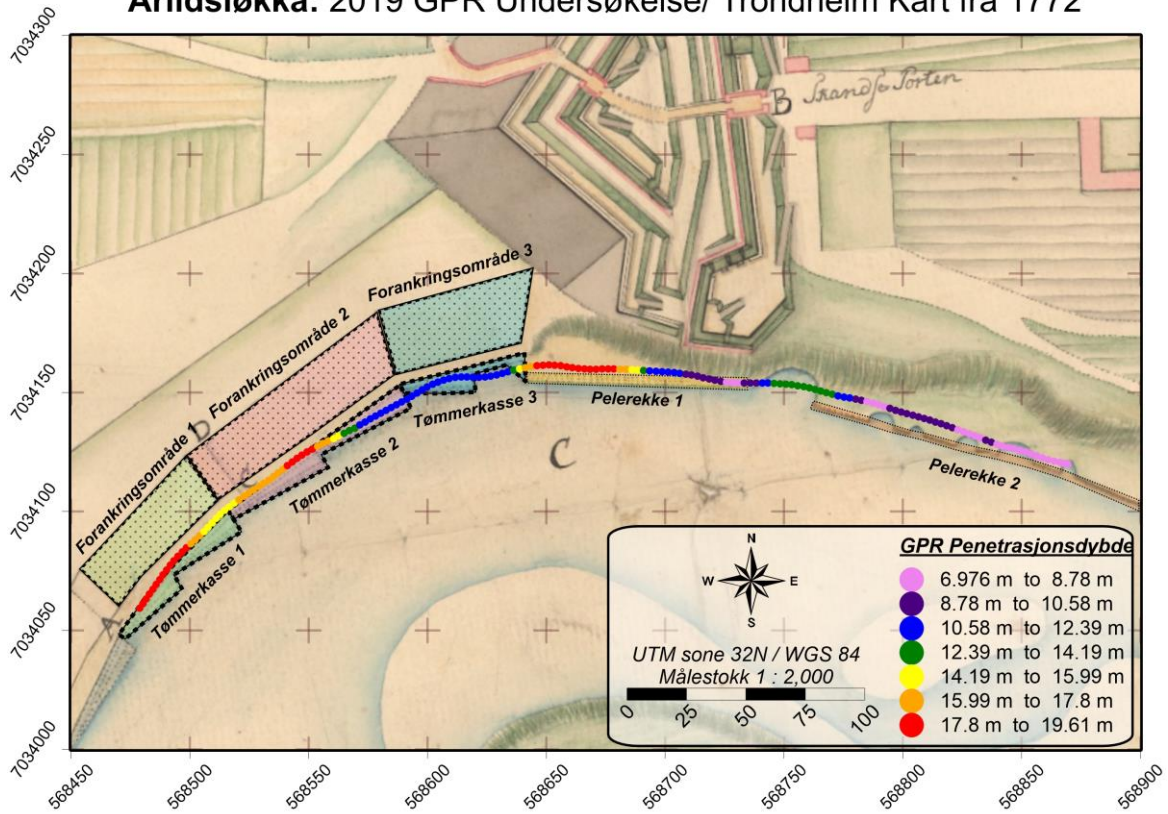 Arildsløkka: 2019 GPR Undersøkelse/ Trondheim Kart fra 1772
7034300
7034250
7034200
7034150
7034100
7034050
7034000
B
Porten
Forankringsområde 3
Forankringsområde 2
Forankringsområde 1
D
Tømmerkasse 3
Pelerekke 1
Tømmerkasse 2
C
Pelerekke 2
Tømmerkasse 1
A
N
W E
S
UTM sone 32N / WGS 84
Målestokk 1 : 2,000
0 25 50 75 100
GPR Penetrasjonsdybde
6.976 m to 8.78 m
8.78 m to 10.58 m
10.58 m to 12.39 m
12.39 m to 14.19 m
14.19 m to 15.99 m
15.99 m to 17.8 m
17.8 m to 19.61 m
568450 568500 568550 568600 568650 568700 568750 568800 568850 568900